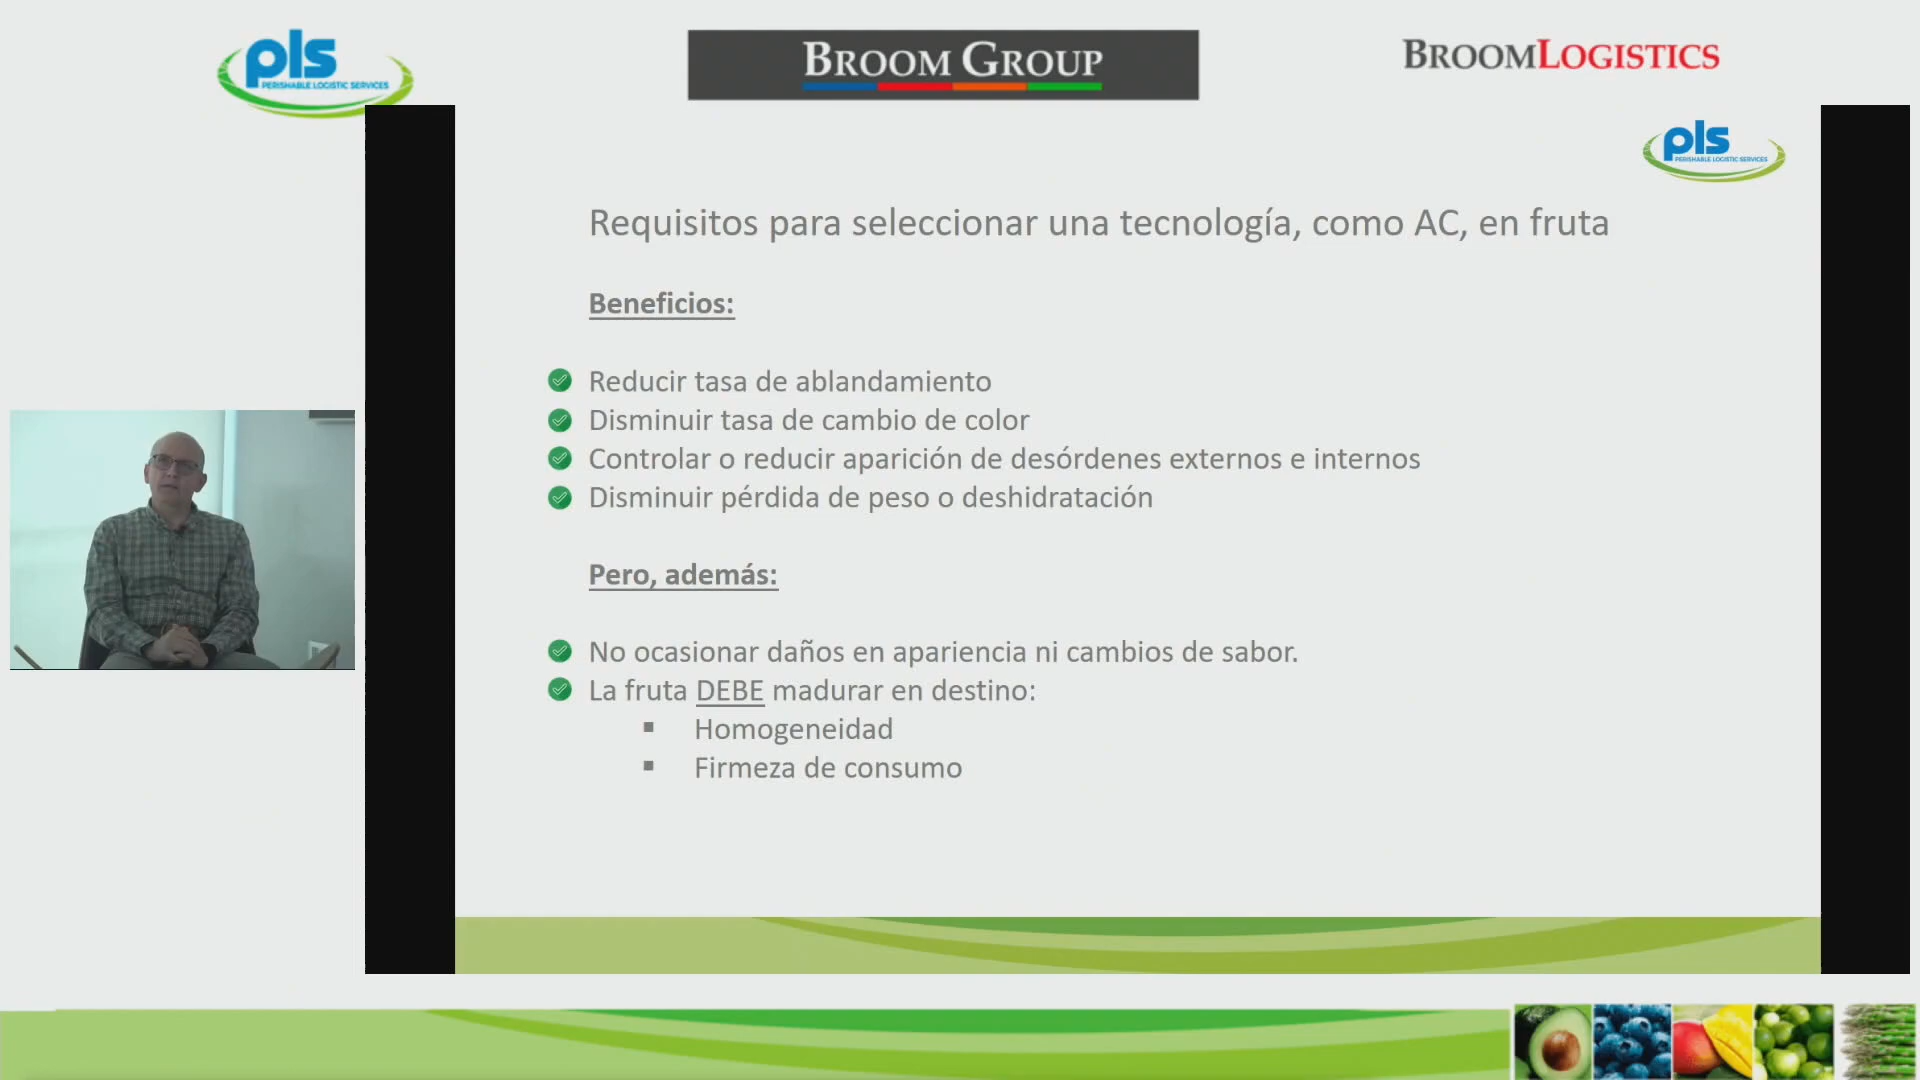 pls
PERISHABLE LOGISTIC SERVICES
BROOM GROUP
BROOMLOGISTICS
pls
PERISHABLE LOGISTIC SERVICES
Requisitos para seleccionar una tecnología, como AC, en fruta
Beneficios:
Reducir tasa de ablandamiento
Disminuir tasa de cambio de color
Controlar o reducir aparición de desórdenes externos e internos
Disminuir pérdida de peso o deshidratación
Pero, además:
No ocasionar daños en apariencia ni cambios de sabor.
La fruta DEBE madurar en destino:
Homogeneidad
Firmeza de consumo